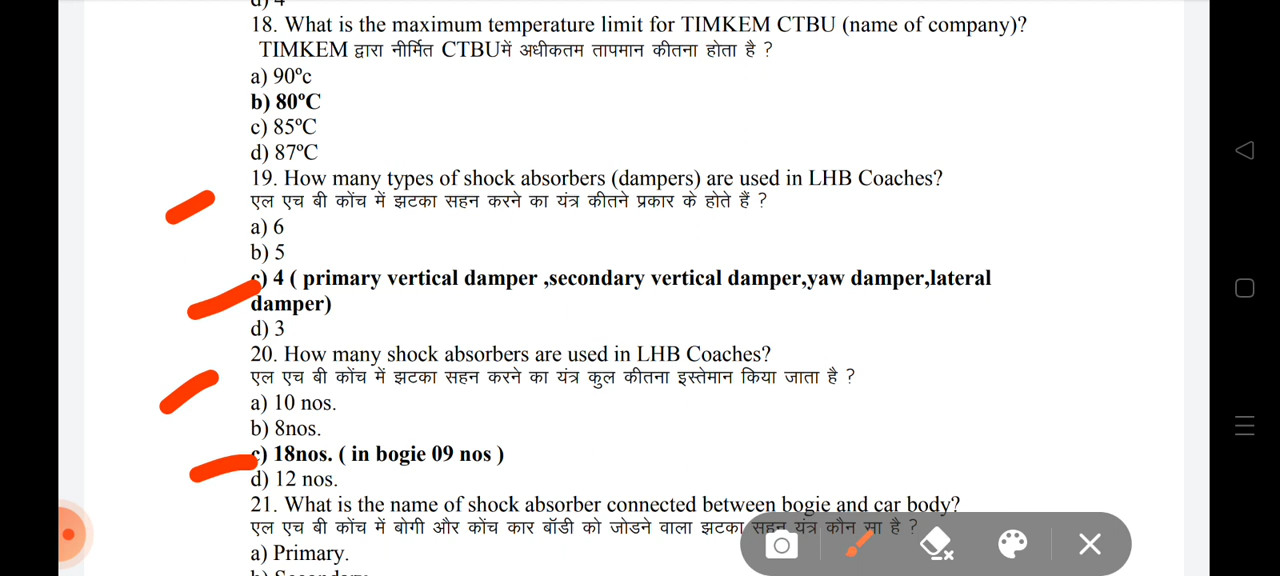 d) 4
18. What is the maximum temperature limit for TIMKEM CTBU (name of company)?
TIMKEM द्वारा नीर्मित CTBUमें अधीकतम तापमान कीतना होता है ?
a) 90ºc
b) 80ºC
c) 85ºC
d) 87ºC
19. How many types of shock absorbers (dampers) are used in LHB Coaches?
एल एच बी कोंच में झटका सहन करने का यंत्र कीतने प्रकार के होते हैं ?
a) 6
b) 5
c) 4 ( primary vertical damper ,secondary vertical damper,yaw damper,lateral
damper)
d) 3
20. How many shock absorbers are used in LHB Coaches?
एल एच बी कोंच में झटका सहन करने का यंत्र कुल कीतना इस्तेमान किया जाता है ?
a) 10 nos.
b) 8nos.
c) 18nos. ( in bogie 09 nos )
d) 12 nos.
21. What is the name of shock absorber connected between bogie and car body?
एल एच बी कोंच में बोगी और कोंच कार बॉडी को जोडने वाला झटका सहन यंत्र कौन सा है ?
a) Primary.
b) Secondary